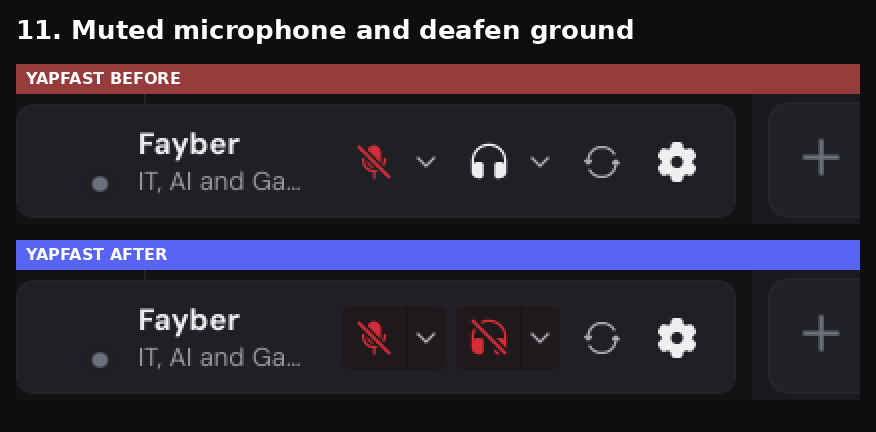 11. Muted microphone and deafen ground
YAPFAST BEFORE
Fayber
IT, AI and Ga...
YAPFAST AFTER
Fayber
IT, AI and Ga...